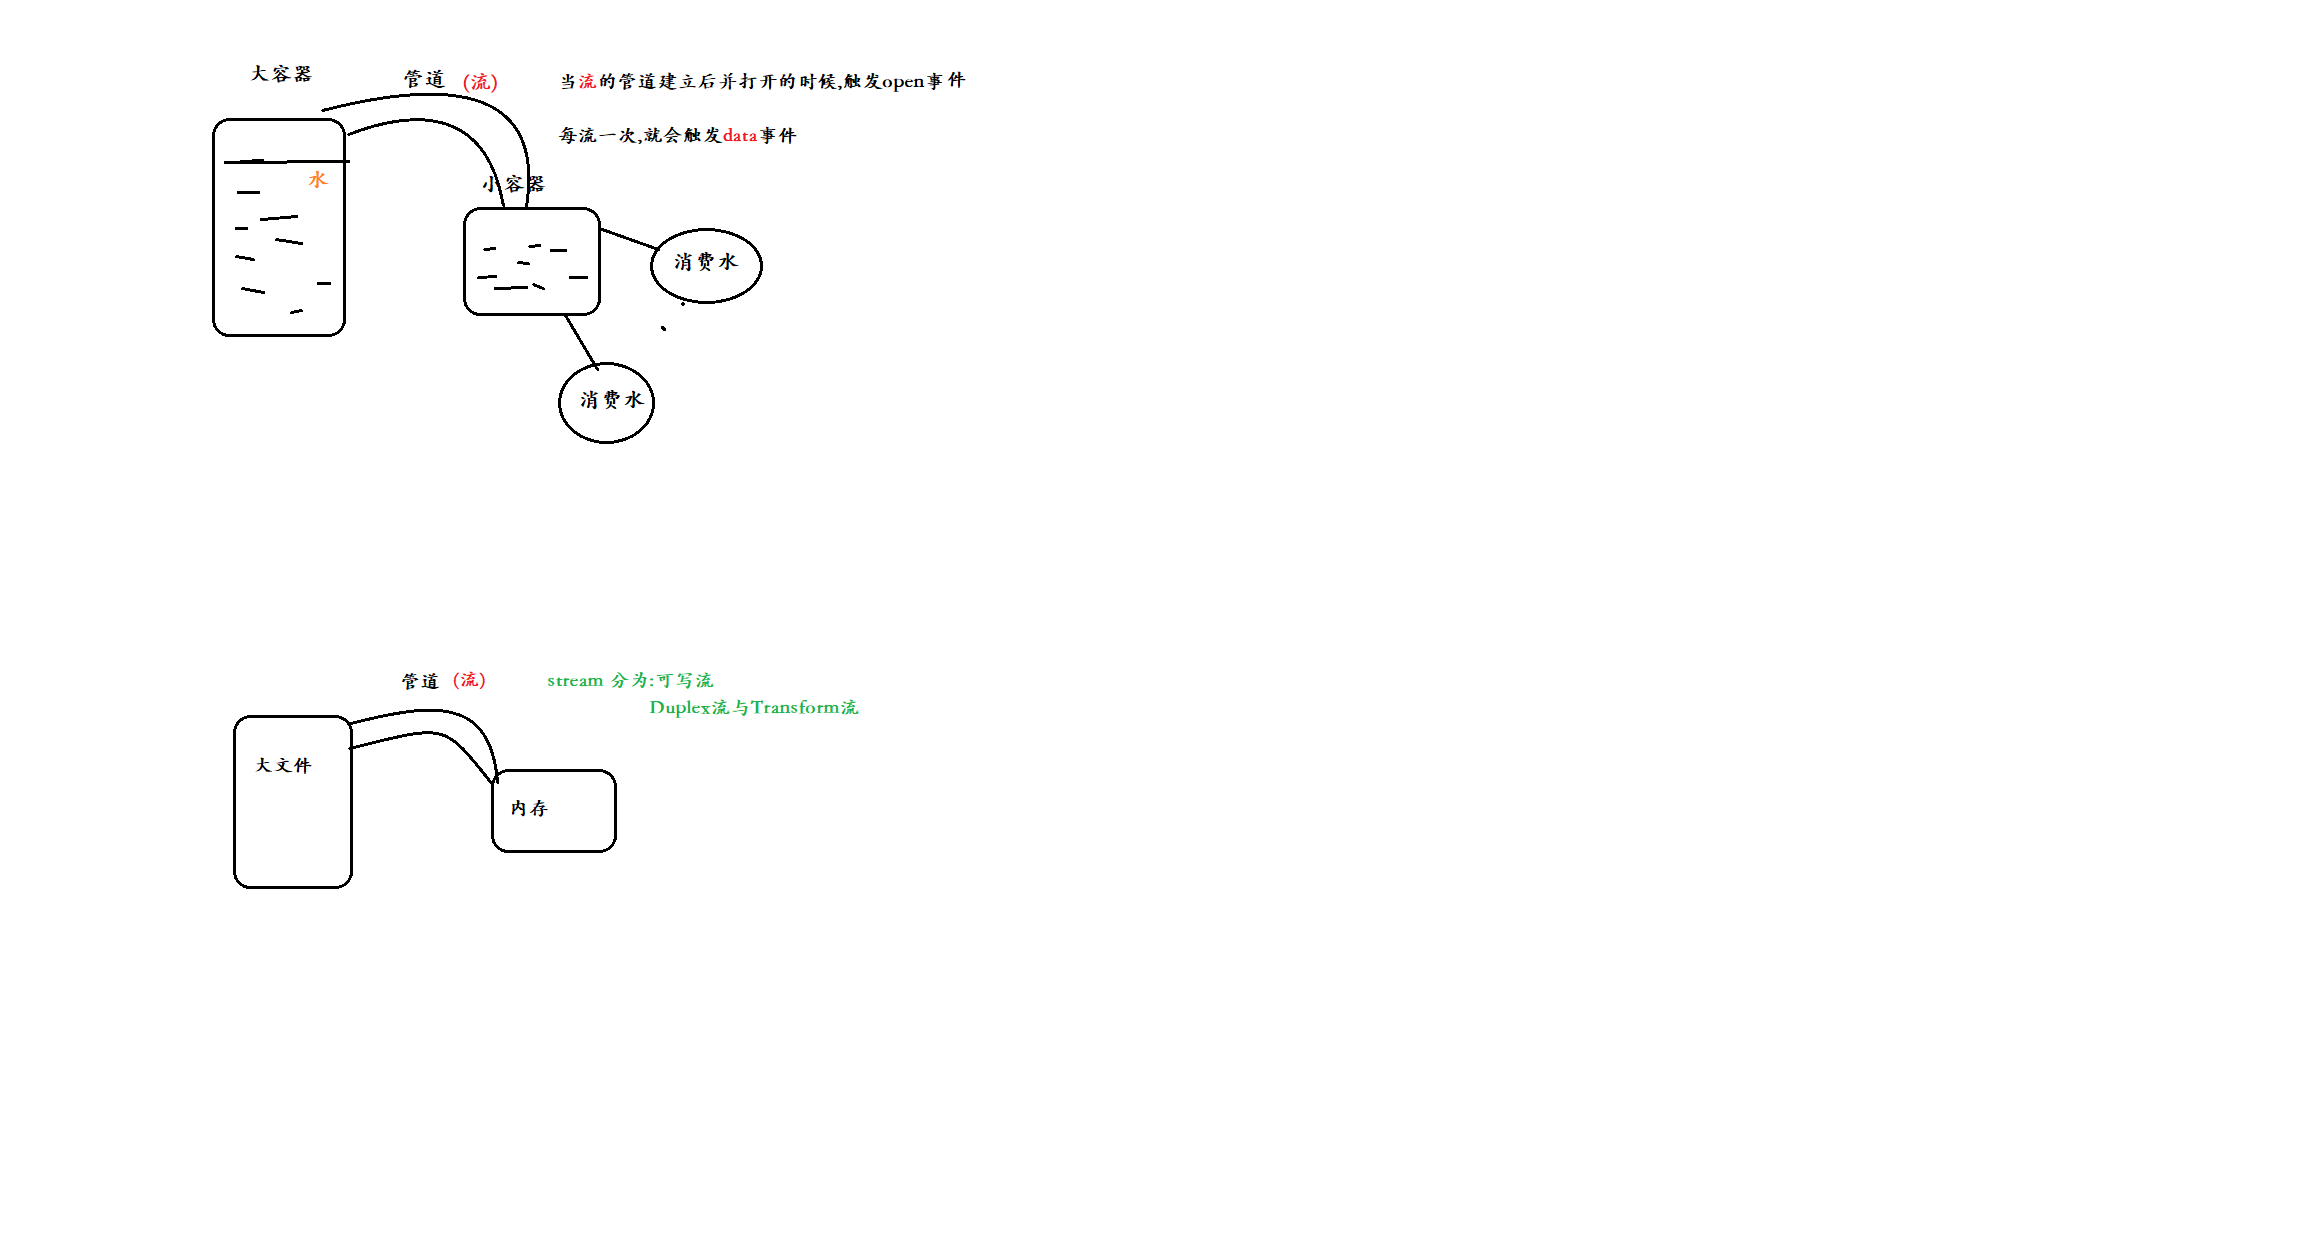 大容器
管道 (流)
当流的管道建立后并打开的时候,触发open事件
每流一次,就会触发data事件
水
小容器
消费水
消费水
管道 (流)
stream 分为:可写流
Duplex流与Transform流
大文件
内存